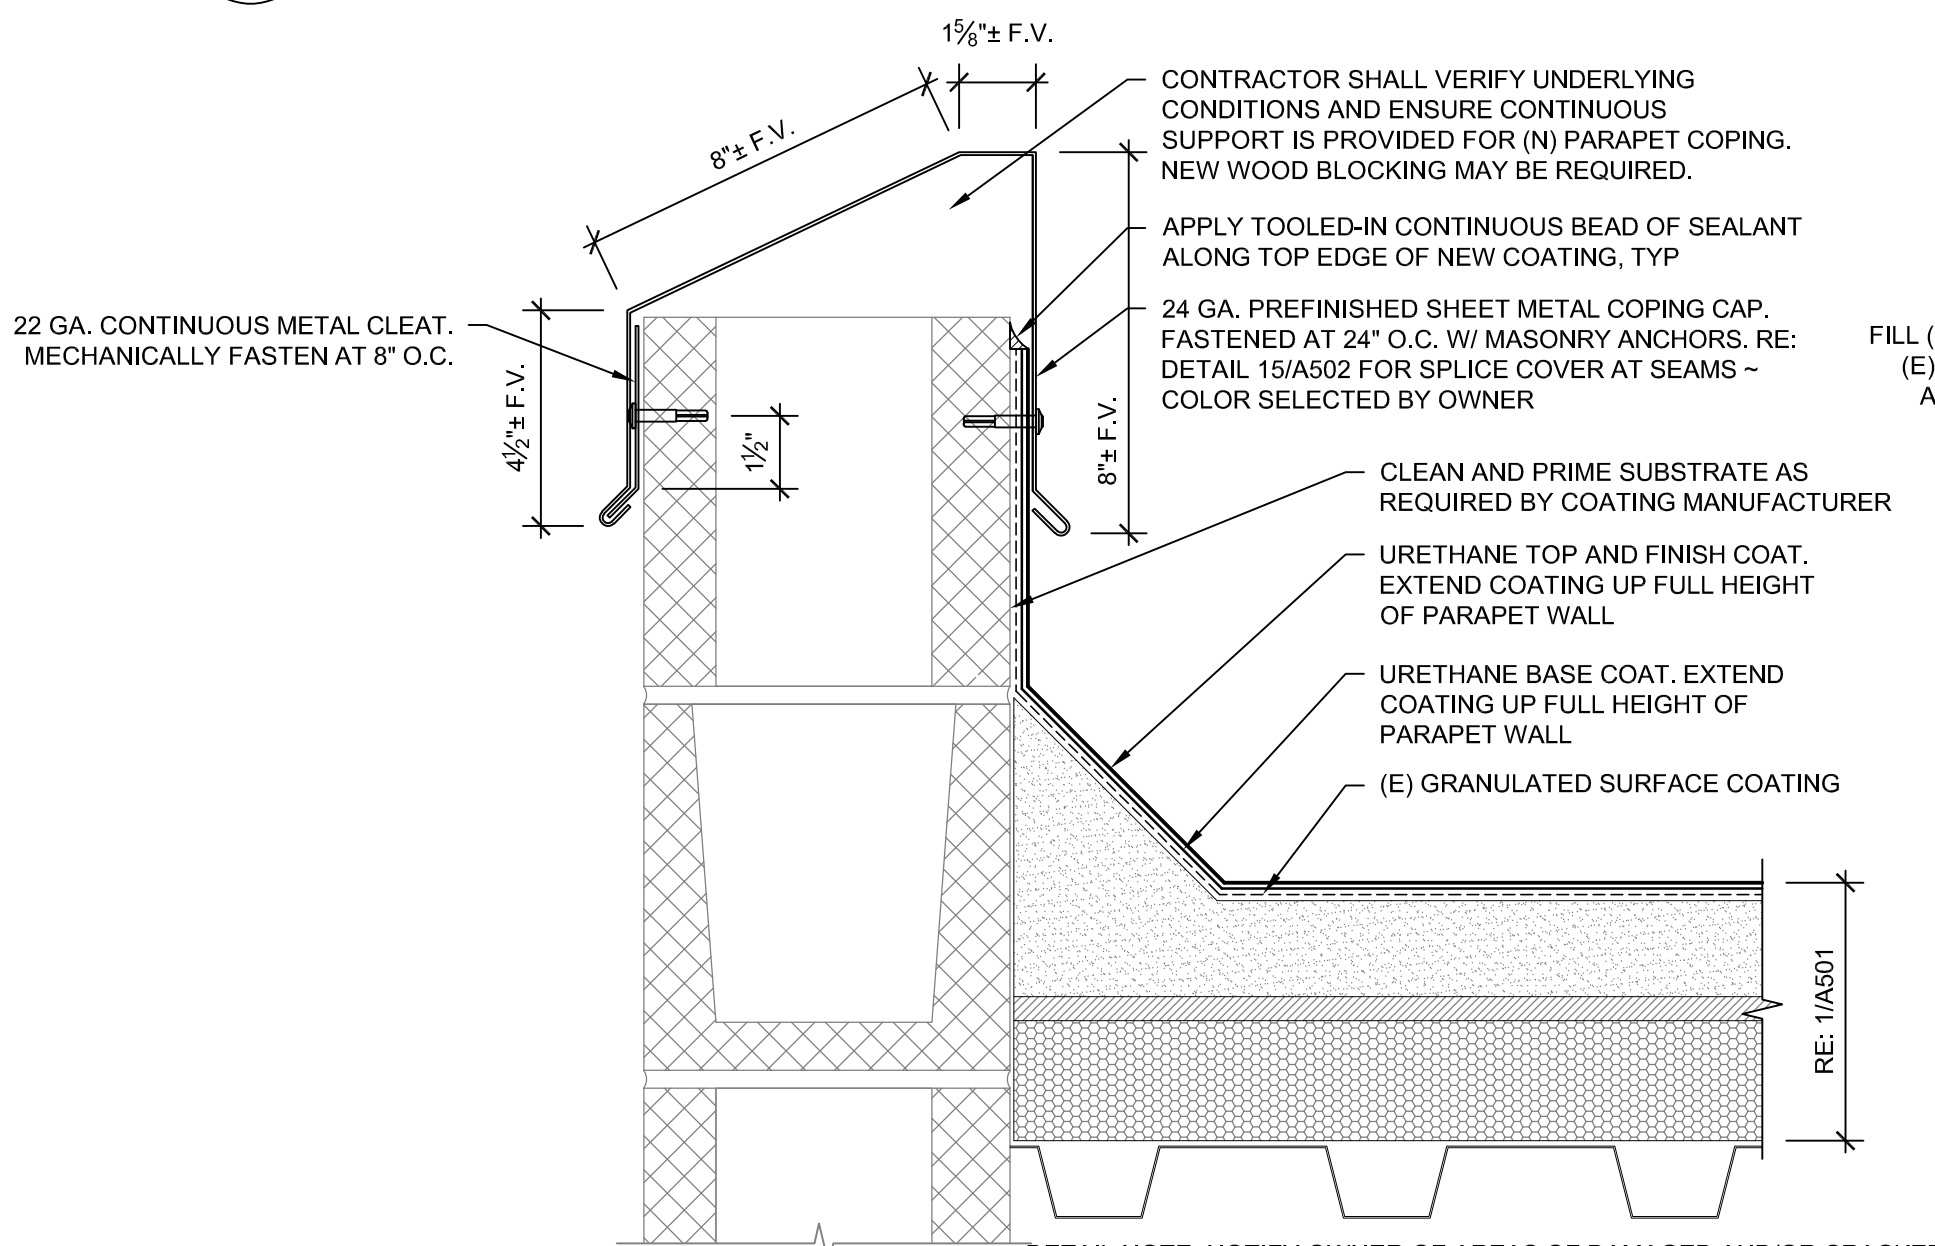 1⅝"± F.V.
8"± F.V.
CONTRACTOR SHALL VERIFY UNDERLYING
CONDITIONS AND ENSURE CONTINUOUS
SUPPORT IS PROVIDED FOR (N) PARAPET COPING.
NEW WOOD BLOCKING MAY BE REQUIRED.
APPLY TOOLED-IN CONTINUOUS BEAD OF SEALANT
ALONG TOP EDGE OF NEW COATING, TYP
22 GA. CONTINUOUS METAL CLEAT.
MECHANICALLY FASTEN AT 8" O.C.
24 GA. PREFINISHED SHEET METAL COPING CAP.
FASTENED AT 24" O.C. W/ MASONRY ANCHORS. RE:
DETAIL 15/A502 FOR SPLICE COVER AT SEAMS ~
COLOR SELECTED BY OWNER
FILL (
(E)
A
4½"± F.V.
1½"
8"± F.V.
CLEAN AND PRIME SUBSTRATE AS
REQUIRED BY COATING MANUFACTURER
URETHANE TOP AND FINISH COAT.
EXTEND COATING UP FULL HEIGHT
OF PARAPET WALL
URETHANE BASE COAT. EXTEND
COATING UP FULL HEIGHT OF
PARAPET WALL
(E) GRANULATED SURFACE COATING
RE: 1/A501